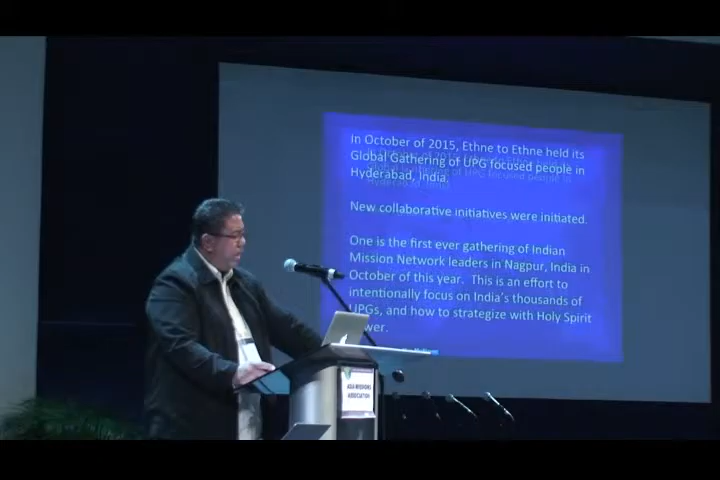 In October of 2015, Ethne to Ethne held its
Global Gathering of UPG focused people in
Hyderabad, India.
New collaborative initiatives were initiated.
One is the first ever gathering of Indian
Mission Network leaders in Nagpur, India in
October of this year. This is an effort to
intentionally focus on India's thousands of
UPGs, and how to strategize with Holy Spirit
ower.
ASIA MISSIONS
ASSOCIATION